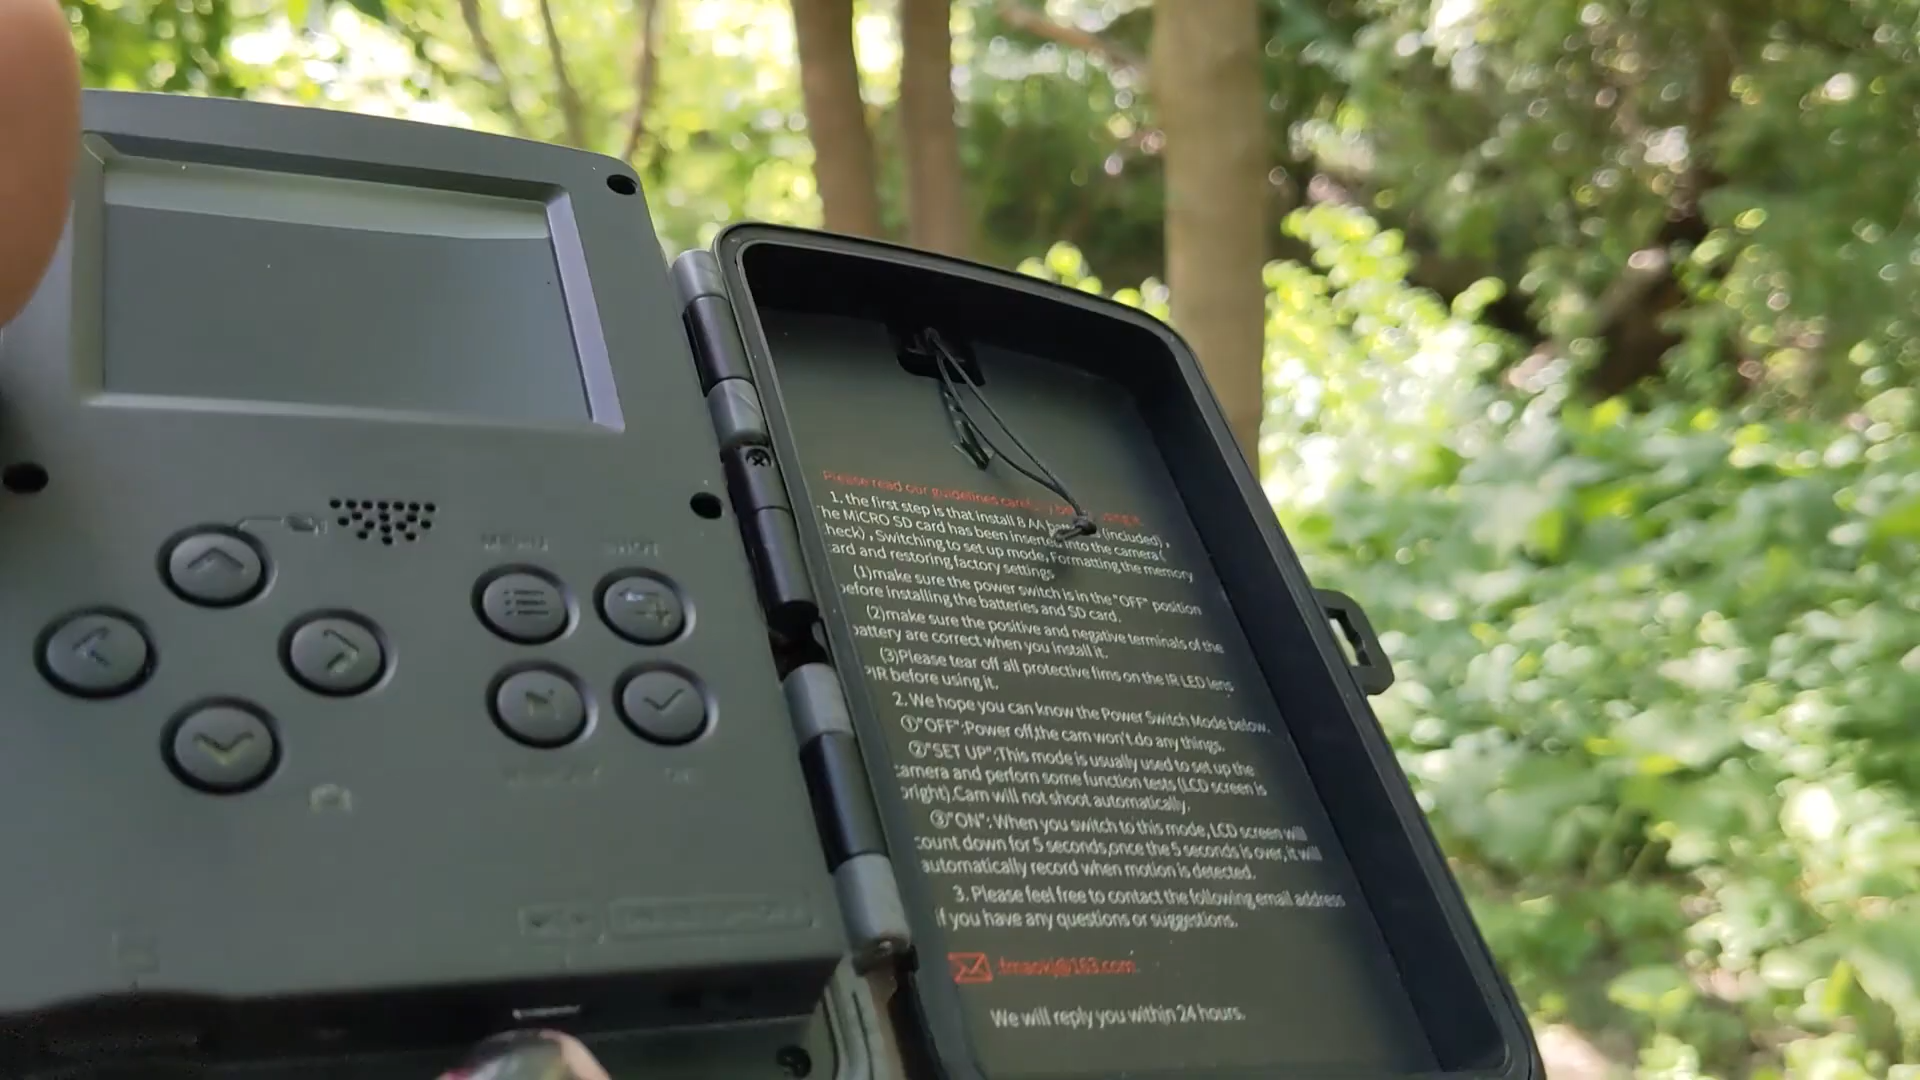 Please read our guidelines carefully using it.
1. the first step is that install 8 AA (included),
he MiCRO SD card has been inserted into the camera (
heck) , Switching to set up mode, Formatting the memory
ard and restoring factory settings
(1)make sure the power switch is in the "OFF" position
before installing the batteries and SD card.
(2)make sure the positive and negative terminals of the
battery are correct when you install it.
(3)Please tear off all protective fims on the IR LED lens
PIR before using it.
2. We hope you can know the Power Switch Mode below.
①"OFF":Power off,the cam won't do any things.
②"SET UP":This mode is usually used to set up the
camera and perforn some function tests (LCD screen is
bright).Cam will not shoot automatically.
③"ON": When you switch to this mode, LCD screen will
count down for 5 seconds,once the 5 seconds is over, it will
automatically record when motion is detected.
3. Please feel free to contact the following email address
if you have any questions or suggestions.
We will reply you within 24 hours.